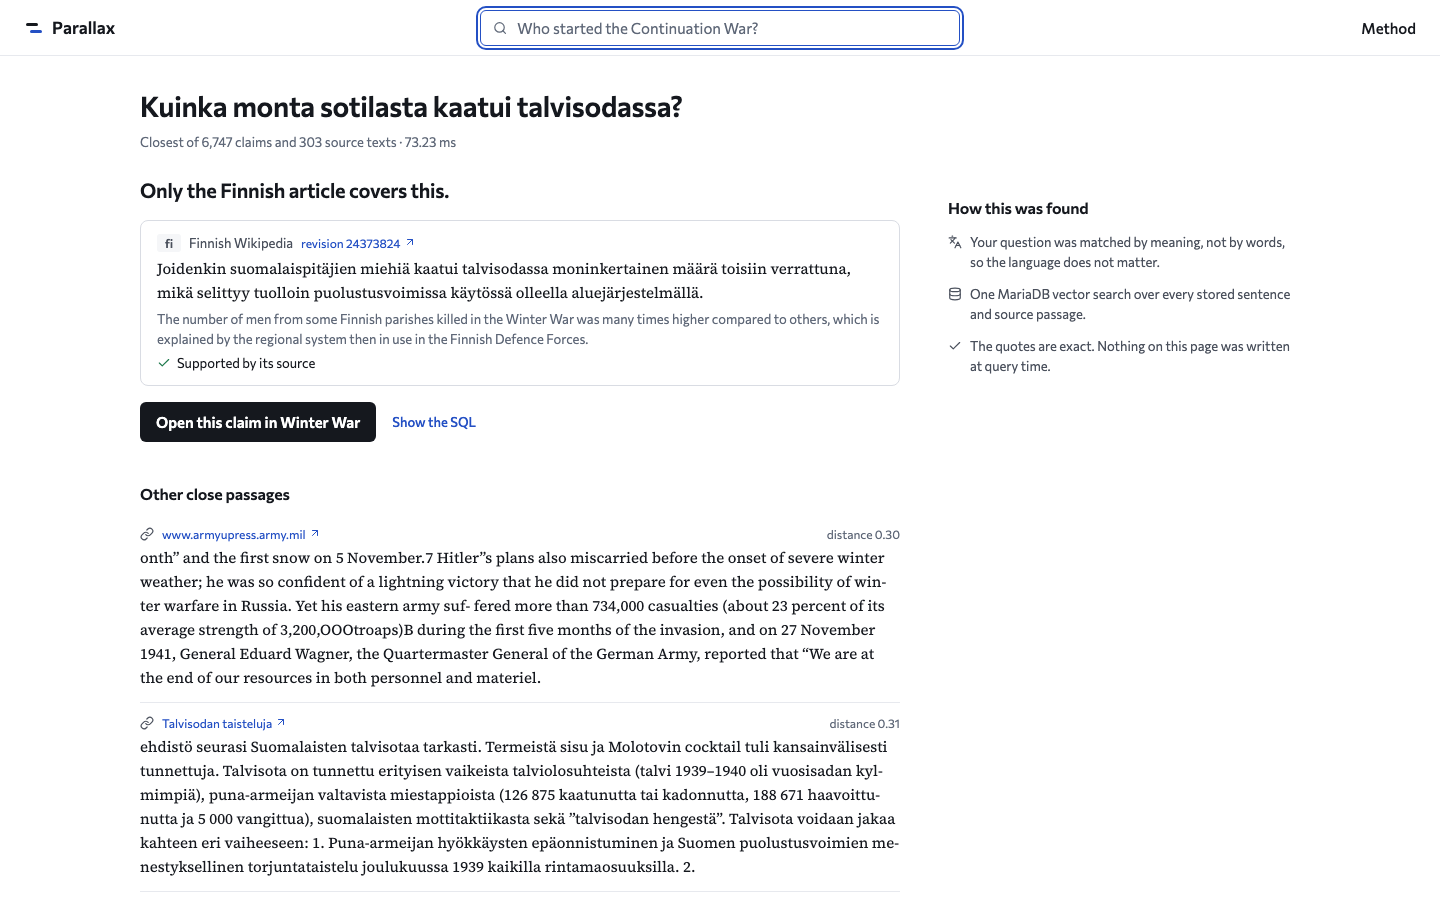 Parallax
Who started the Continuation War?
Method
Kuinka monta sotilasta kaatui talvisodassa?
Closest of 6,747 claims and 303 source texts · 73.23 ms
Only the Finnish article covers this.
fi Finnish Wikipedia revision 24373824
Joidenkin suomalaispitäjien miehiä kaatui talvisodassa moninkertainen määrä toisiin verrattuna,
mikä selittyy tuolloin puolustusvoimissa käytössä olleella aluejärjestelmällä.
The number of men from some Finnish parishes killed in the Winter War was many times higher compared to others, which is
explained by the regional system then in use in the Finnish Defence Forces.
Supported by its source
Open this claim in Winter War
Show the SQL
How this was found
Your question was matched by meaning, not by words,
so the language does not matter.
One MariaDB vector search over every stored sentence
and source passage.
The quotes are exact. Nothing on this page was written
at query time.
Other close passages
www.armyupress.army.mil
distance 0.30
onth” and the first snow on 5 November.7 Hitler”s plans also miscarried before the onset of severe winter
weather; he was so confident of a lightning victory that he did not prepare for even the possibility of win-
ter warfare in Russia. Yet his eastern army suf- fered more than 734,000 casualties (about 23 percent of its
average strength of 3,200,OOOtroaps)B during the first five months of the invasion, and on 27 November
1941, General Eduard Wagner, the Quartermaster General of the German Army, reported that “We are at
the end of our resources in both personnel and materiel.
Talvisodan taisteluja
distance 0.31
ehdistö seurasi Suomalaisten talvisotaa tarkasti. Termeistä sisu ja Molotovin cocktail tuli kansainvälisesti
tunnettuja. Talvisota on tunnettu erityisen vaikeista talviolosuhteista (talvi 1939–1940 oli vuosisadan kyl-
mimpiä), puna-armeijan valtavista miestappioista (126 875 kaatunutta tai kadonnutta, 188 671 haavoittu-
nutta ja 5 000 vangittua), suomalaisten mottitaktiikasta sekä ”talvisodan hengestä”. Talvisota voidaan jakaa
kahteen eri vaiheeseen: 1. Puna-armeijan hyökkäysten epäonnistuminen ja Suomen puolustusvoimien me-
nestyksellinen torjuntataistelu joulukuussa 1939 kaikilla rintamaosuuksilla. 2.